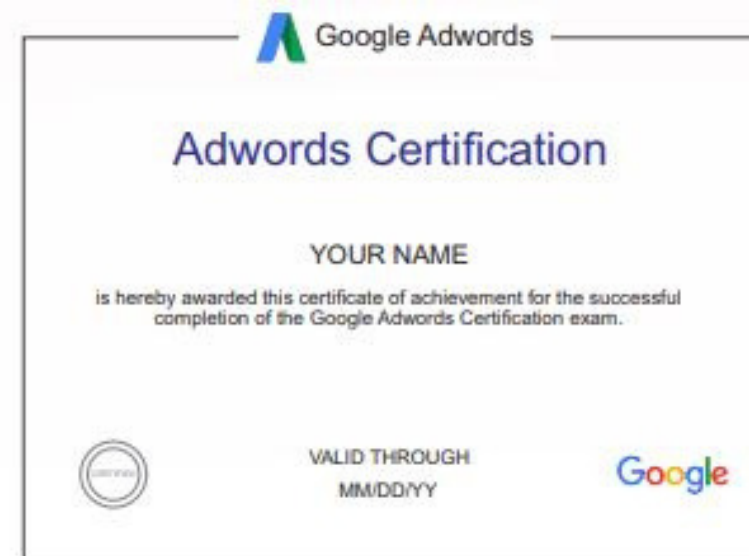 Google Adwords
Adwords Certification
YOUR NAME
is hereby awarded this certificate of achievement for the successful
completion of the Google Adwords Certification exam.
VALID THROUGH
MM/DD/YY
Google